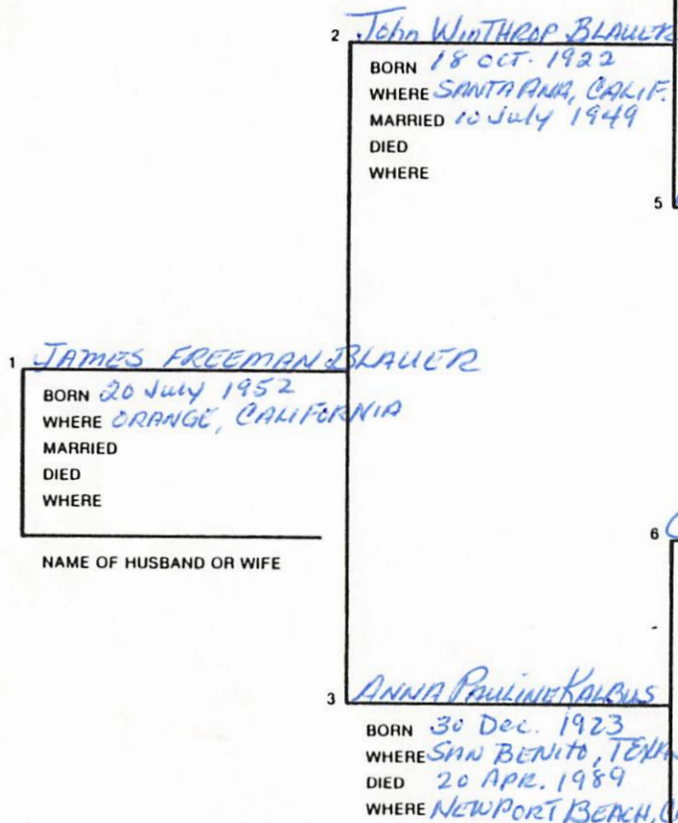 2 John WINTHROP BLAUER
BORN 18 OCT. 1922
WHERE SANTA ANA, CALIF.
MARRIED 10 July 1949
DIED
WHERE
5
1 JAMES FREEMAN BLAUER
BORN 20 July 1952
WHERE ORANGE, CALIFORNIA
MARRIED
DIED
WHERE
NAME OF HUSBAND OR WIFE
6
3 ANNA PAULINE KALBUS
BORN 30 Dec. 1923
WHERE SAN BENITO, TEXAS
DIED 20 APR. 1989
WHERE NEWPORT BEACH,